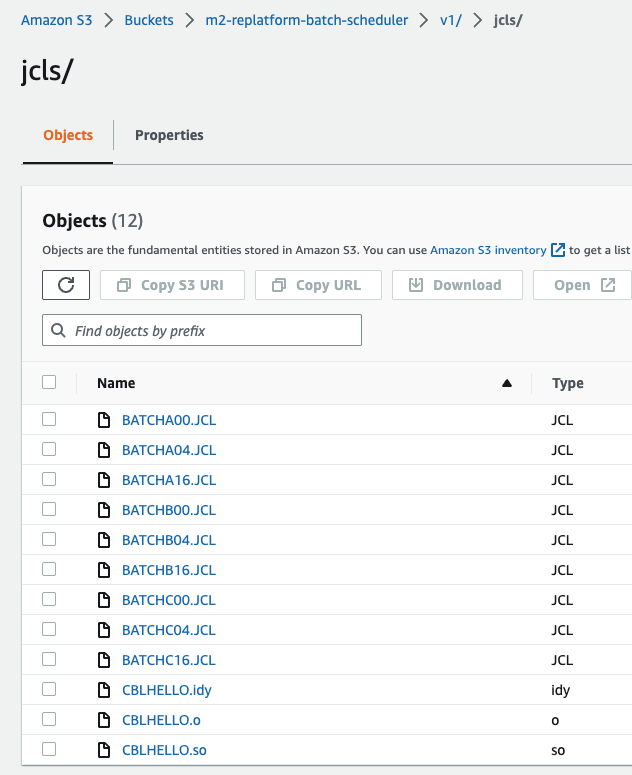 Amazon S3 > Buckets > m2-replatform-batch-scheduler > v1/ > jcls/
jcls/
Objects Properties
Objects (12)
Objects are the fundamental entities stored in Amazon S3. You can use Amazon S3 inventory to get a list
Copy S3 URI Copy URL Download Open
Find objects by prefix
Name Type
BATCHA00.JCL JCL
BATCHA04.JCL JCL
BATCHA16.JCL JCL
BATCHB00.JCL JCL
BATCHB04.JCL JCL
BATCHB16.JCL JCL
BATCHC00.JCL JCL
BATCHC04.JCL JCL
BATCHC16.JCL JCL
CBLHELLO.idy idy
CBLHELLO.o o
CBLHELLO.so so